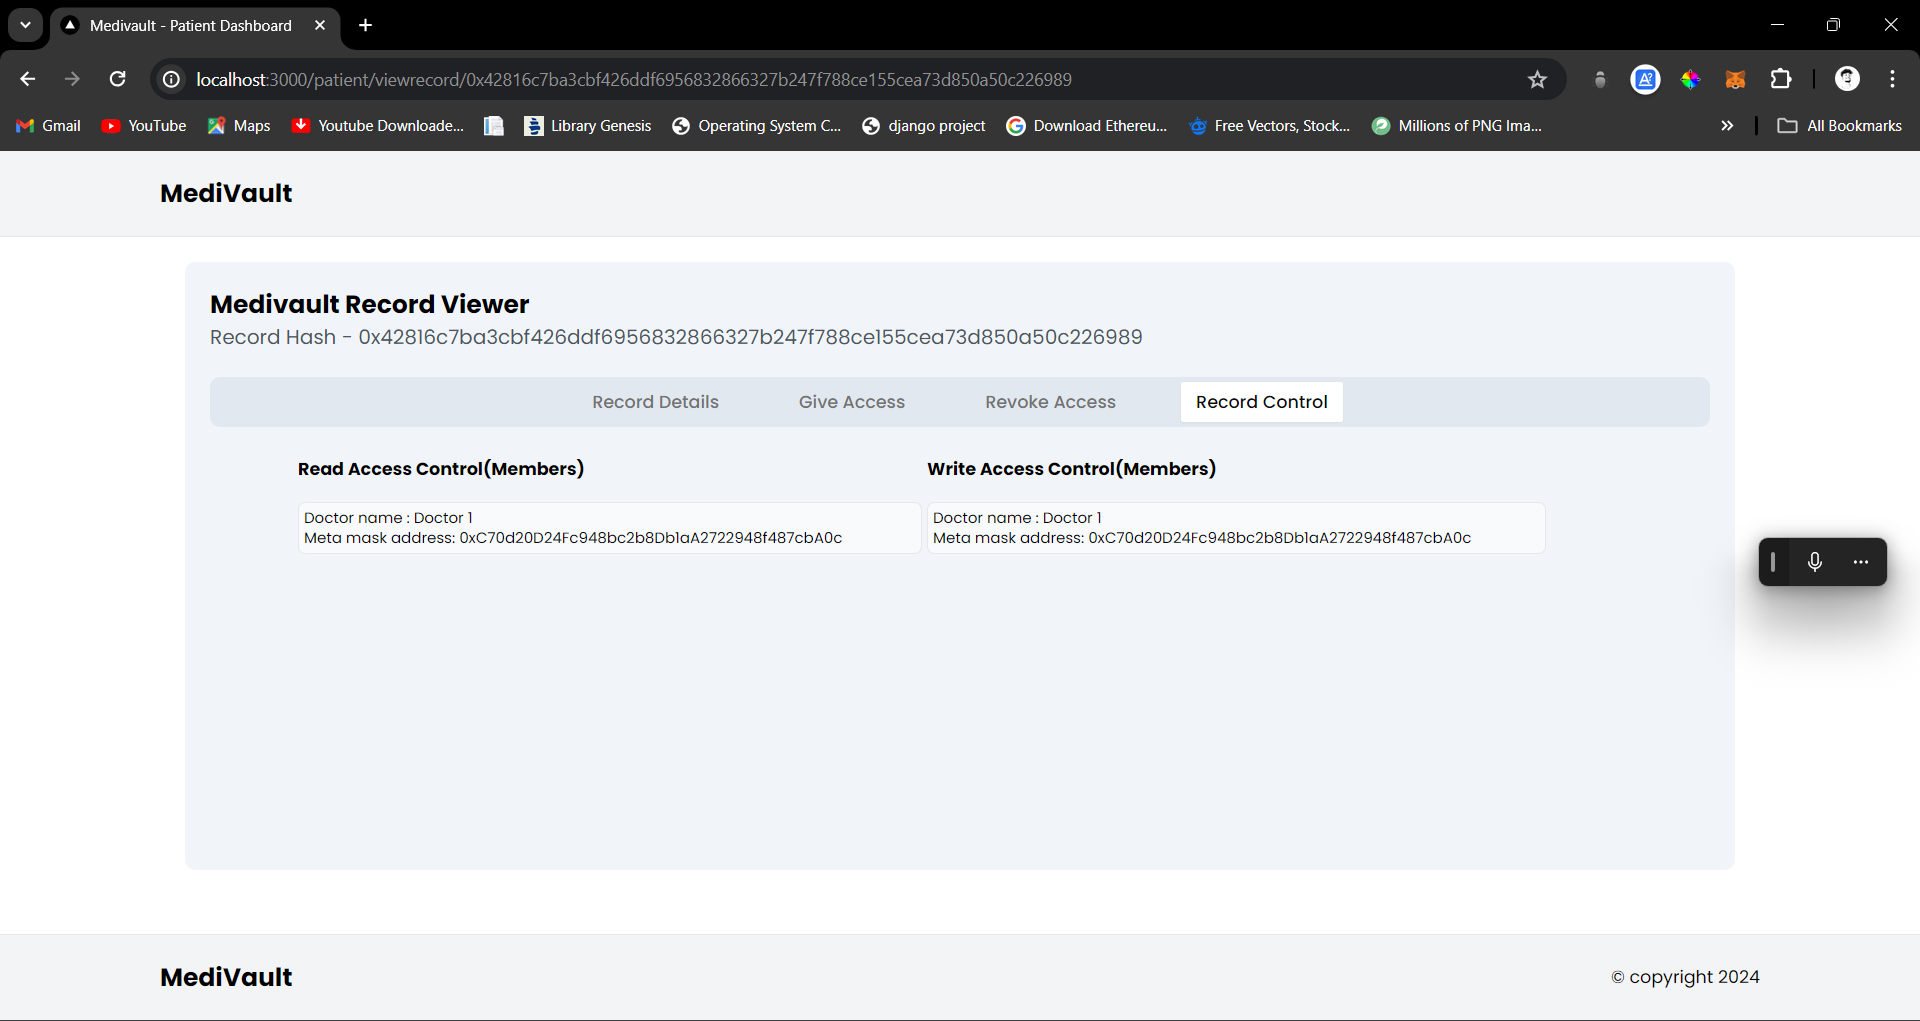 Medivault - Patient Dashboard
localhost:3000/patient/viewrecord/0x42816c7ba3cbf426ddf6956832866327b247f788ce155cea73d850a50c226989
Gmail YouTube Maps Youtube Downloade... Library Genesis Operating System C... django project Download Ethereu... Free Vectors, Stock... Millions of PNG Ima... All Bookmarks
MediVault
Medivault Record Viewer
Record Hash - 0x42816c7ba3cbf426ddf6956832866327b247f788ce155cea73d850a50c226989
Record Details Give Access Revoke Access Record Control
Read Access Control(Members) Write Access Control(Members)
Doctor name : Doctor 1 Doctor name : Doctor 1
Meta mask address: 0xC70d20D24Fc948bc2b8Db1aA2722948f487cbA0c Meta mask address: 0xC70d20D24Fc948bc2b8Db1aA2722948f487cbA0c
MediVault © copyright 2024